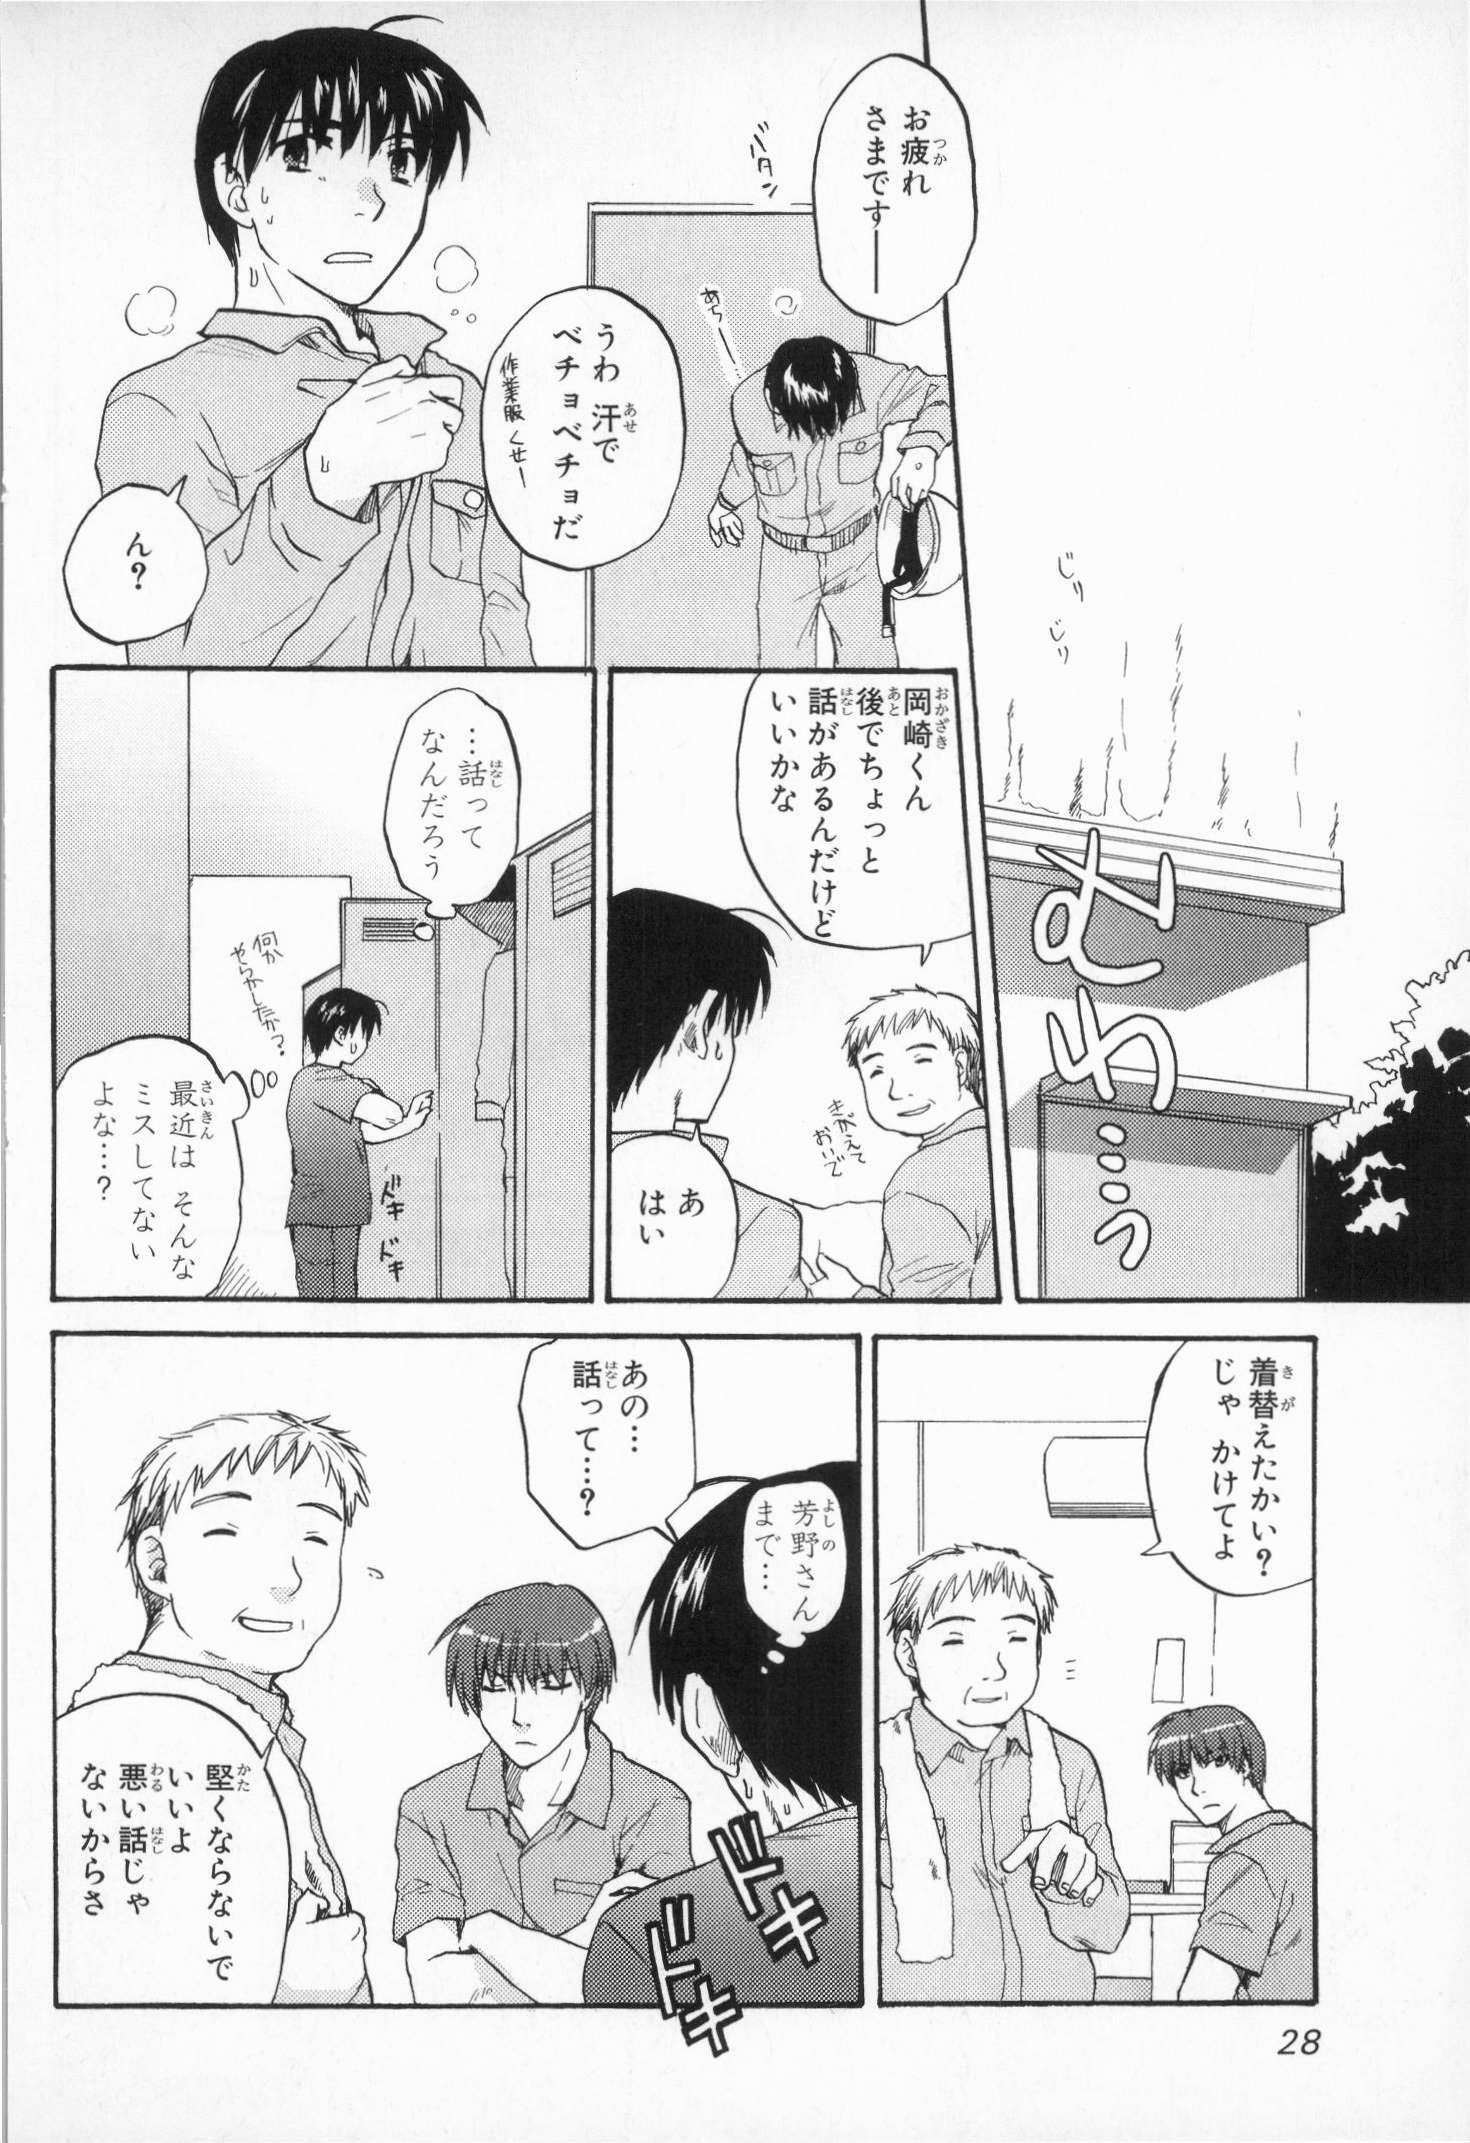 じり
じり
むわ…っ
お疲れ
さまです――
バタン
あちー
うわ 汗で
ベチョベチョだ
作業服くせー
ん?
岡崎くん
後でちょっと
話があるんだけど
いいかな
きがえて
おいで
あ
はい
…話って
なんだろう
何か
やらかしたか?
ドキ
ドキ
最近は そんな
ミスしてない
よな…?
着替えたかい?
じゃ かけてよ
芳野さん
まで…
あの…
話って…?
ドキ
ドキ
堅くならないで
いいよ
悪い話じゃ
ないからさ
28